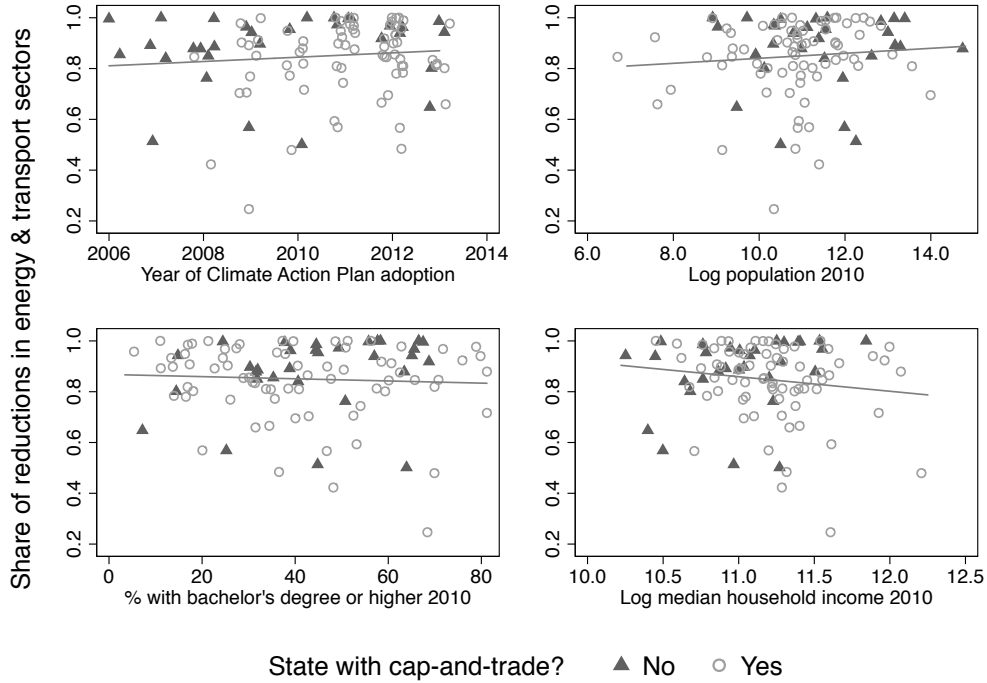 Share of reductions in energy & transport sectors
1.0
0.8
0.6
0.4
0.2
2006 2008 2010 2012 2014
Year of Climate Action Plan adoption
1.0
0.8
0.6
0.4
0.2
6.0 8.0 10.0 12.0 14.0
Log population 2010
1.0
0.8
0.6
0.4
0.2
0 20 40 60 80
% with bachelor's degree or higher 2010
1.0
0.8
0.6
0.4
0.2
10.0 10.5 11.0 11.5 12.0 12.5
Log median household income 2010
State with cap-and-trade? No Yes